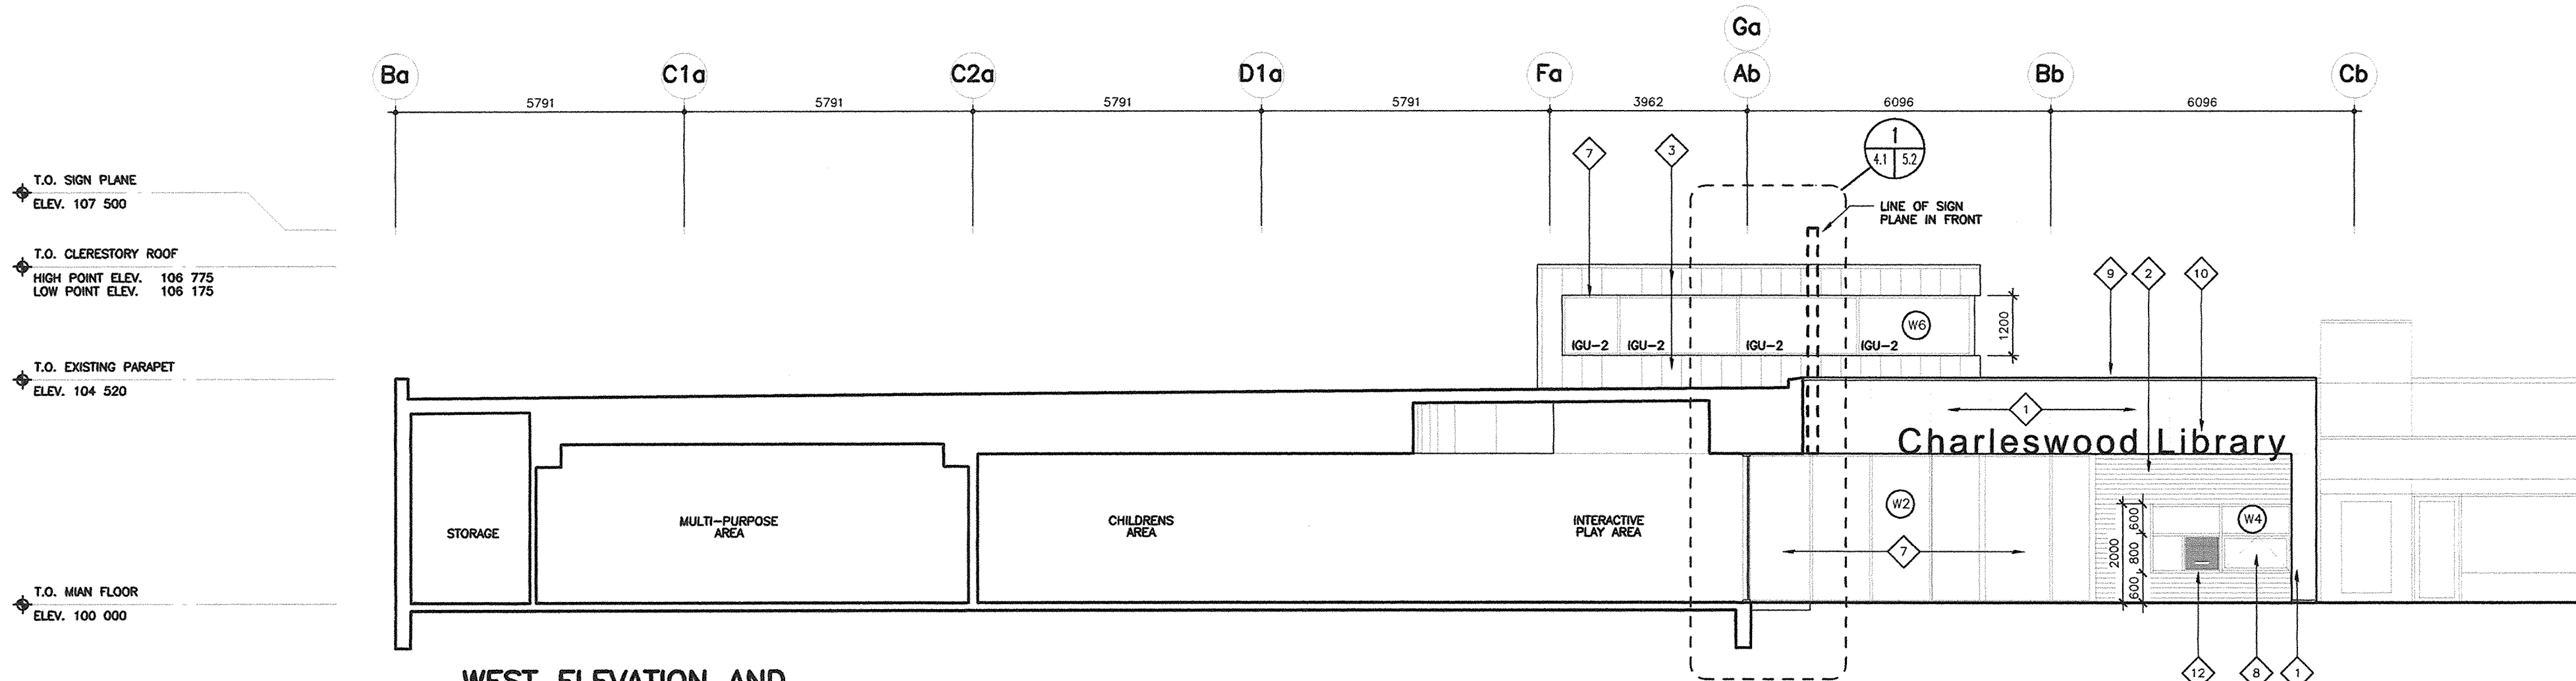 Ga
Ba
C1a
C2a
D1a
Fa
Ab
Bb
Cb
5791
5791
5791
5791
3962
6096
6096
1
4.1
5.2
7
3
T.O. SIGN PLANE
ELEV. 107 500
LINE OF SIGN
PLANE IN FRONT
T.O. CLERESTORY ROOF
HIGH POINT ELEV. 106 775
LOW POINT ELEV. 106 175
9
2
10
W6
1200
IGU-2
IGU-2
IGU-2
IGU-2
T.O. EXISTING PARAPET
ELEV. 104 520
1
Charleswood Library
STORAGE
MULTI-PURPOSE
AREA
CHILDRENS
AREA
INTERACTIVE
PLAY AREA
W2
W4
7
2000
600
800
600
T.O. MIAN FLOOR
ELEV. 100 000
12
8
1
WEST ELEVATION AND